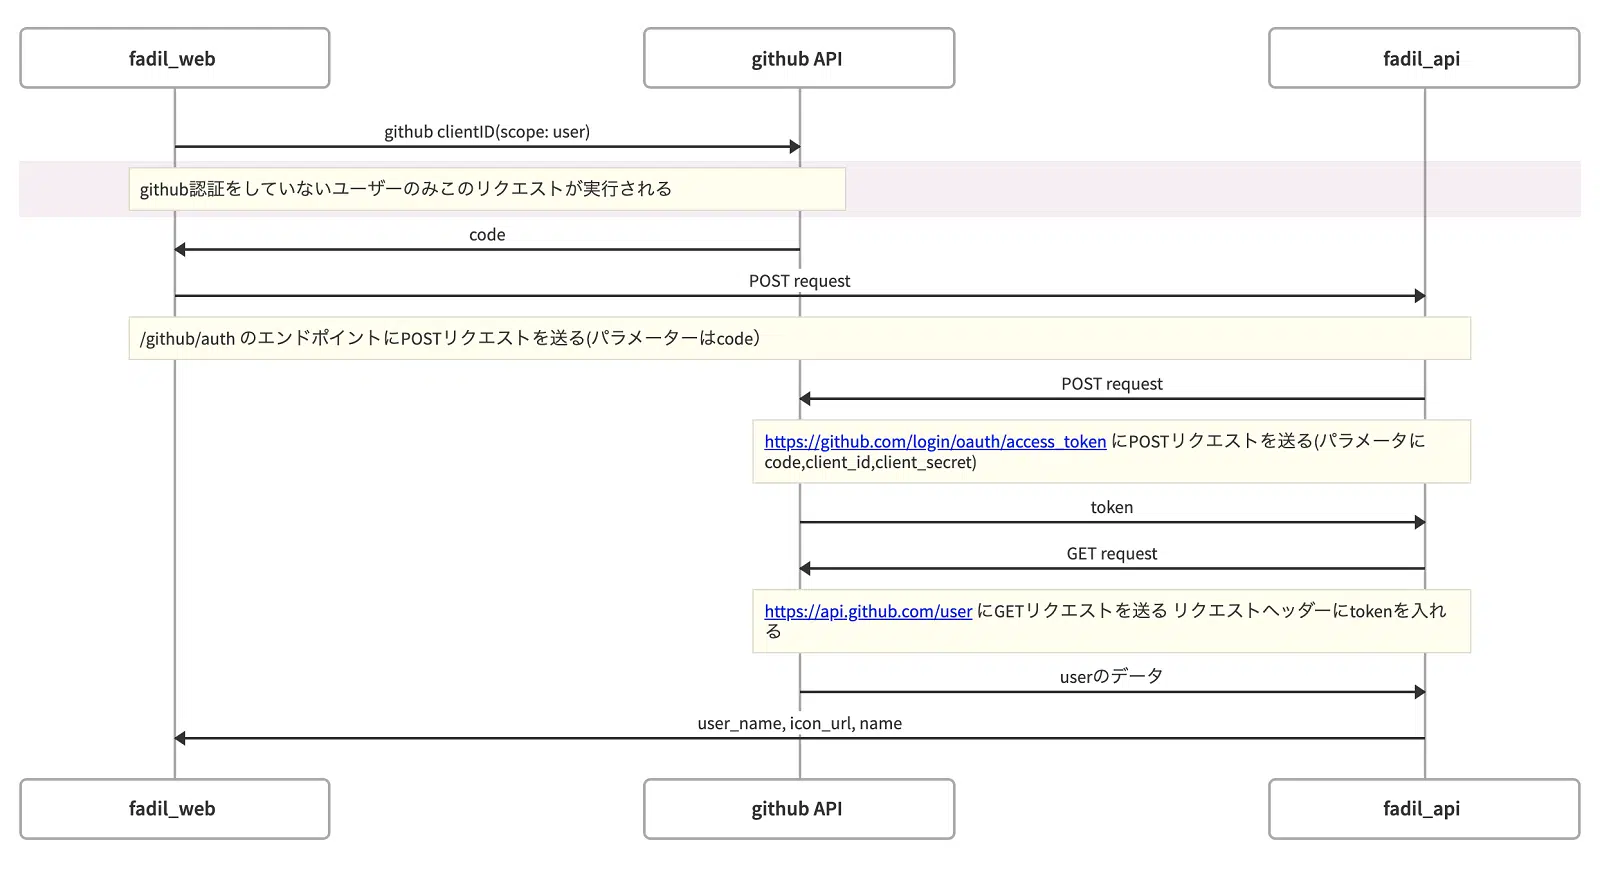 fadil_web
github API
fadil_api
github clientID(scope: user)
github認証をしていないユーザーのみこのリクエストが実行される
code
POST request
/github/auth のエンドポイントにPOSTリクエストを送る(パラメーターはcode）
POST request
https://github.com/login/oauth/access_token にPOSTリクエストを送る(パラメータに
code,client_id,client_secret)
token
GET request
https://api.github.com/user にGETリクエストを送る リクエストヘッダーにtokenを入れ
る
userのデータ
user_name, icon_url, name
fadil_web
github API
fadil_api